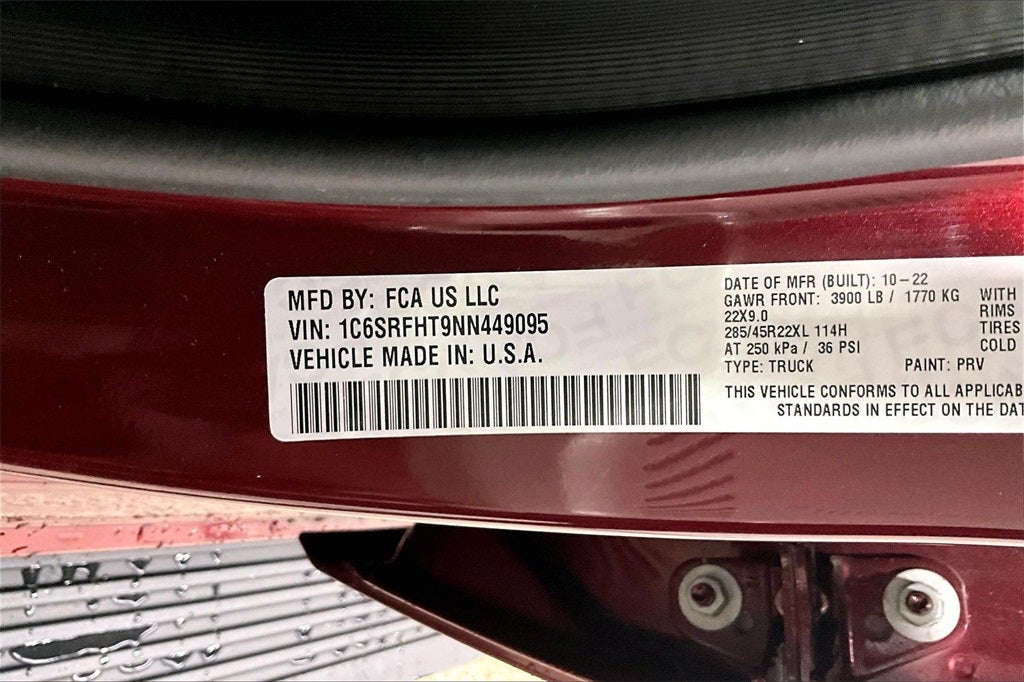 MFD BY: FCA US LLC
VIN: 1C6SRFHT9NN449095
VEHICLE MADE IN: U.S.A.
DATE OF MFR (BUILT): 10-22
GAWR FRONT: 3900 LB / 1770 KG WITH
22X9.0 RIMS
285/45R22XL 114H TIRES
AT 250 kPa / 36 PSI COLD
TYPE: TRUCK PAINT: PRV
THIS VEHICLE CONFORMS TO ALL APPLICAB
STANDARDS IN EFFECT ON THE DAT